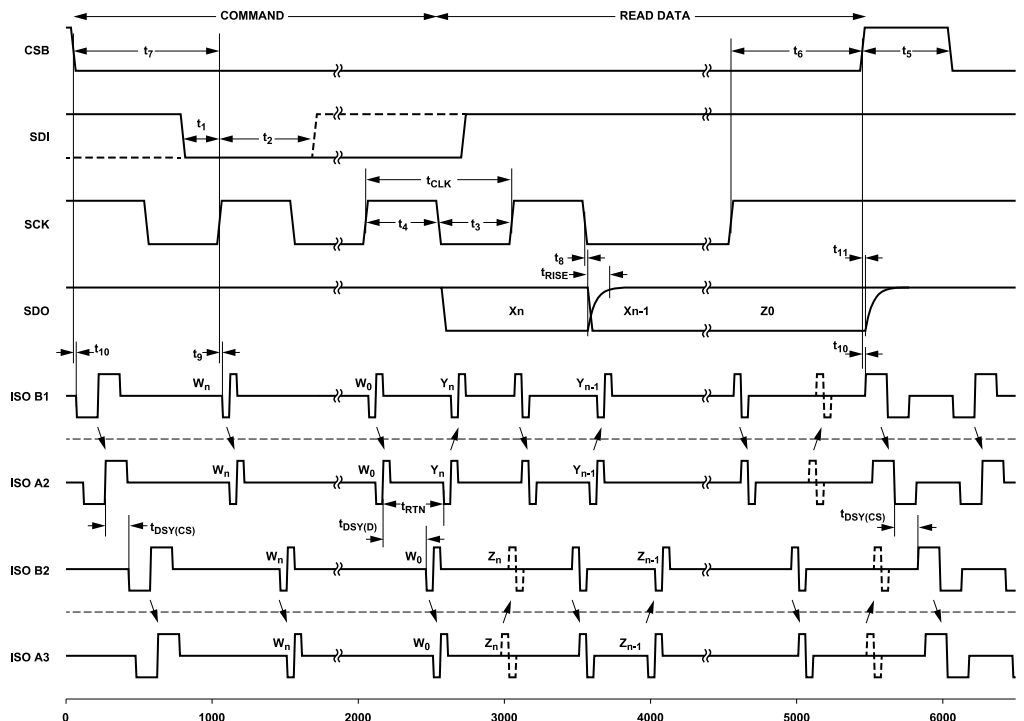 COMMAND READ DATA
CSB t7 t6 t5
SDI t1 t2
tCLK
SCK t4 t3
t8 t11
tRISE
SDO Xn Xn-1 Z0
t10 t9 t10
ISO B1 Wn W0 Yn Yn-1
ISO A2 Wn W0 Yn Yn-1
tRTN
tDSY(CS) tDSY(D) tDSY(CS)
ISO B2 Wn W0 Zn Zn-1
ISO A3 Wn W0 Zn Zn-1
0 1000 2000 3000 4000 5000 6000